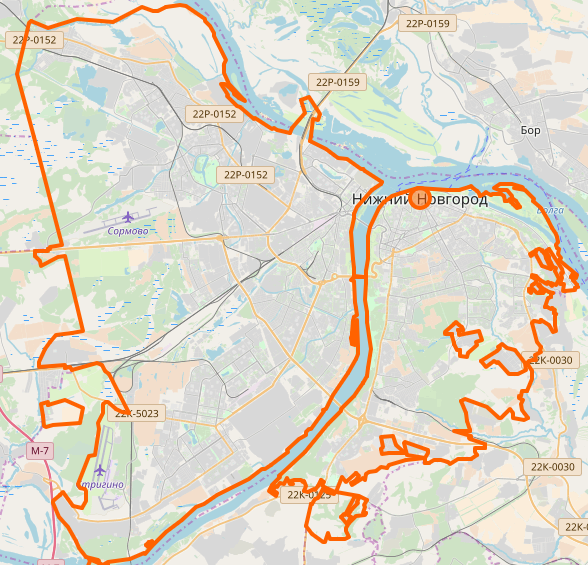 22Р-0159
22Р-0152
22Р-0159
22Р-0152
Бор
22Р-0152
Нижний Новгород
Волга
Сормово
22К-0030
22К-5023
М-7
22К-0030
тригино
22К-0125
22К-